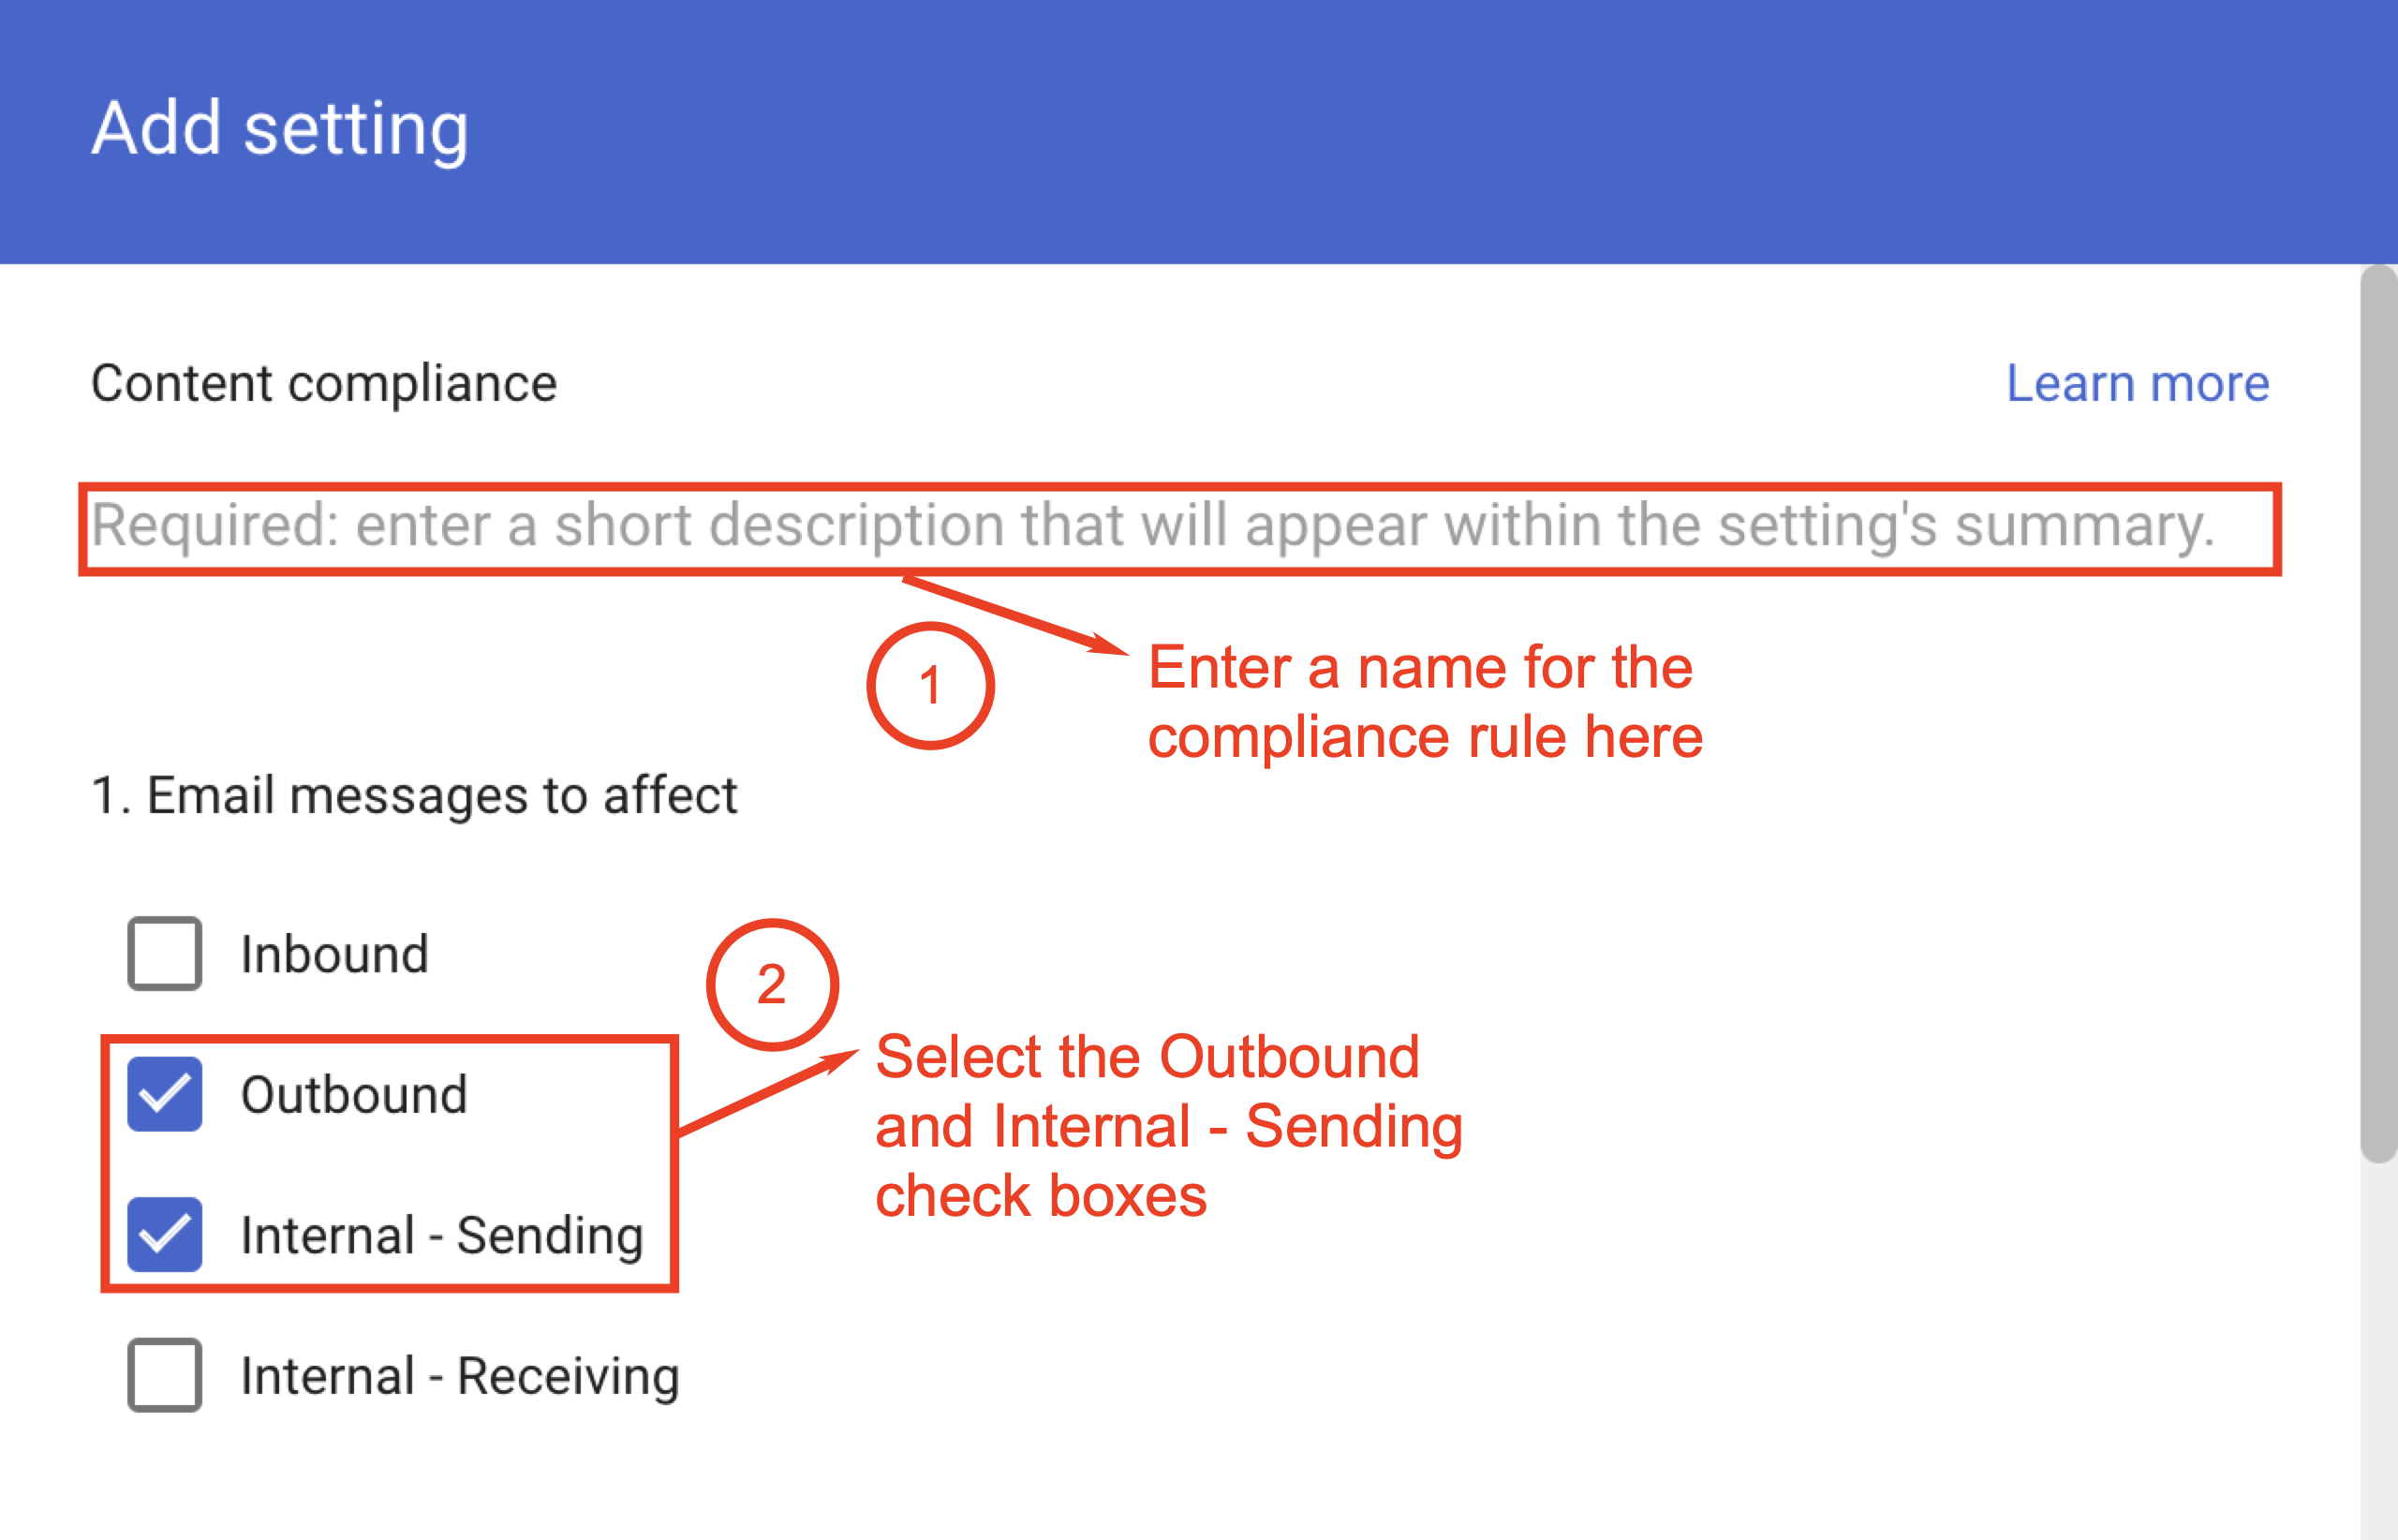 Add setting
Content compliance
Learn more
Required: enter a short description that will appear within the setting's summary.
1
Enter a name for the
compliance rule here
1. Email messages to affect
Inbound
2
Outbound
Select the Outbound
and Internal - Sending
check boxes
Internal - Sending
Internal - Receiving